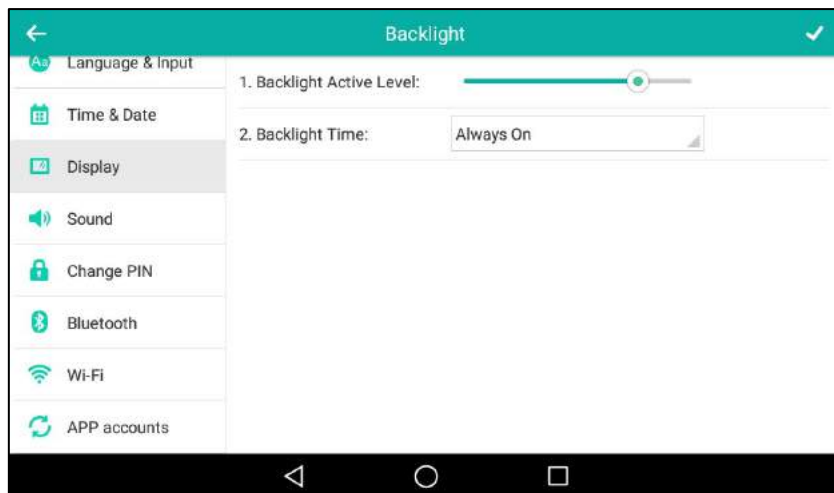 Backlight
Aa Language & Input
Time & Date
Display
Sound
Change PIN
Bluetooth
Wi-Fi
APP accounts
1. Backlight Active Level:
2. Backlight Time: Always On